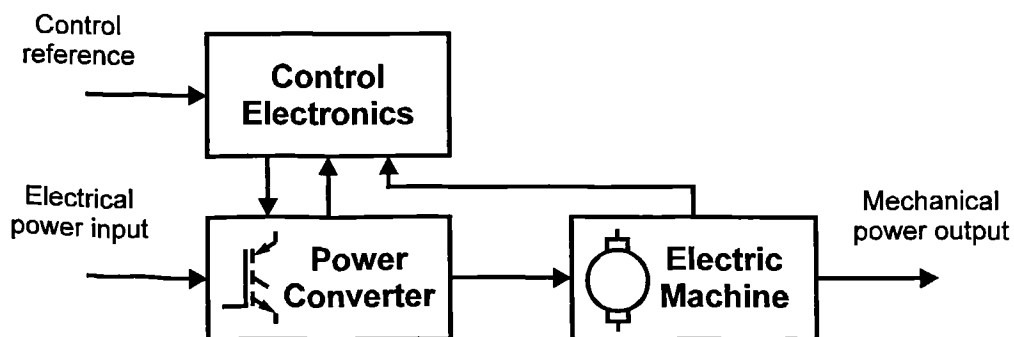 Control
reference
Control
Electronics
Electrical
power input
Power
Converter
Electric
Machine
Mechanical
power output